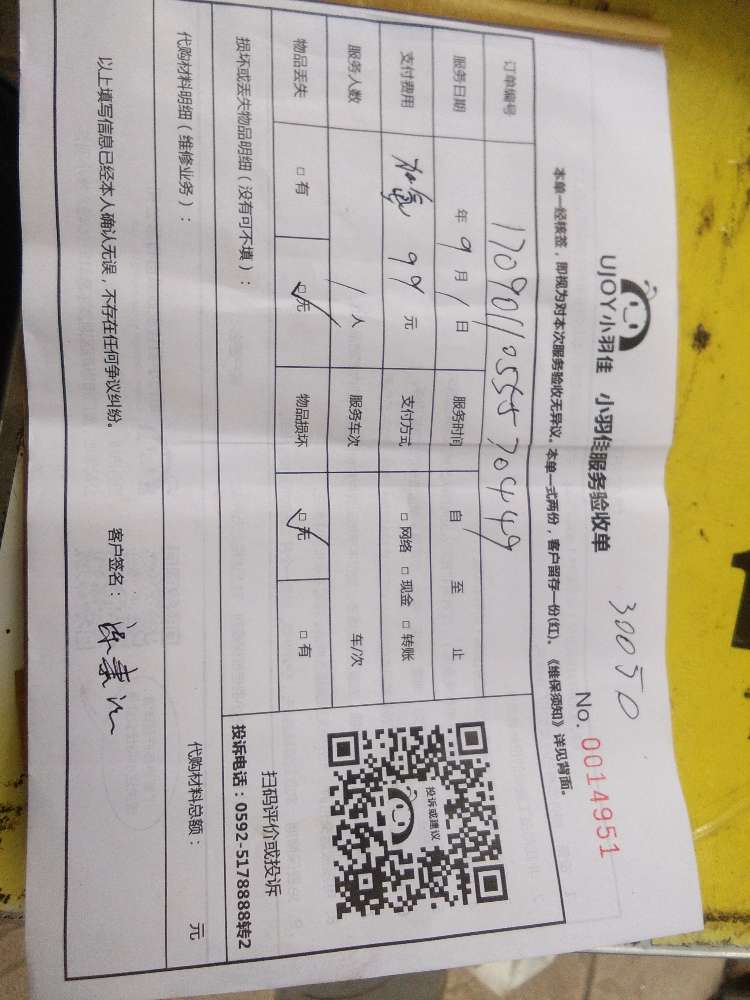 30050
UJOY小羽佳 小羽佳服务验收单
No. 0014951
本单一经核签，即视为对本次服务验收无异议。本单一式两份，客户留存一份(红)。《维保须知》详见背面。
订单编号 1709011055570449
服务日期 年 9 月 1 日 服务时间 自 至 止
支付费用 加氟 99 元 支付方式 □网络 □现金 □转账
服务人数 1 人 服务车次 车/次
物品丢失 □有 □无 物品损坏 □无 □有
投诉或建议
扫码评价或投诉
投诉电话：0592-5178888转2
损坏或丢失物品明细（没有可不填）：
代购材料明细（维修业务）：
代购材料总额： 元
以上填写信息已经本人确认无误，不存在任何争议纠纷。 客户签名：